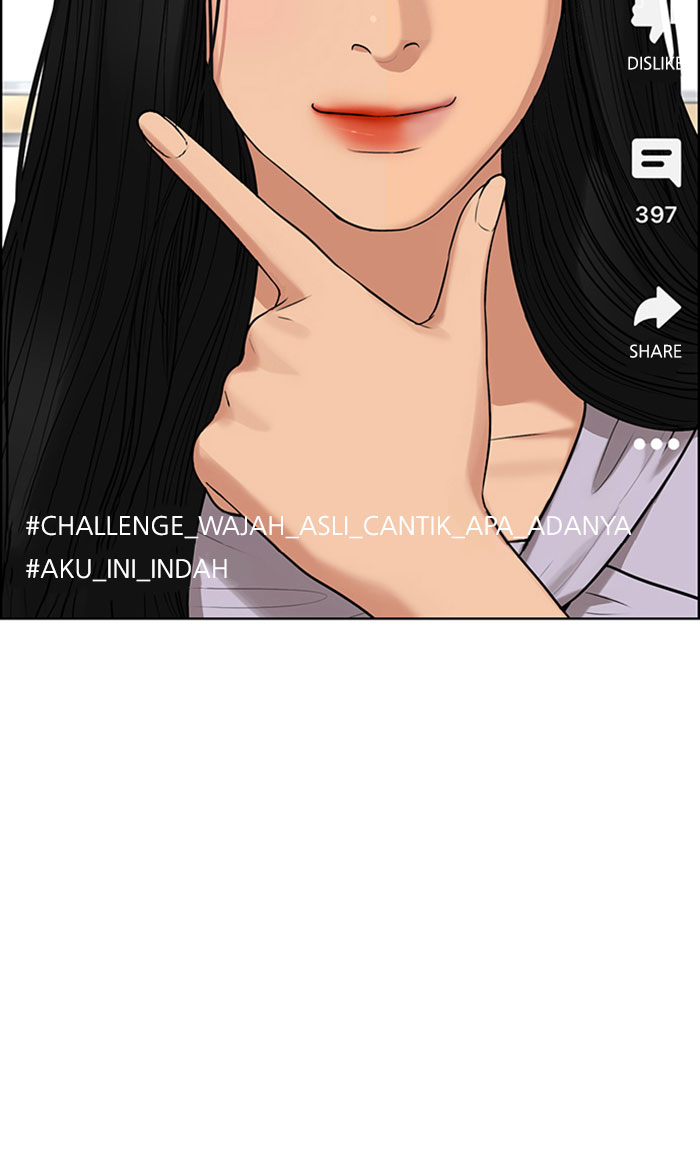 DISLIKE
397
SHARE
#CHALLENGE_WAJAH_ASLI_CANTIK_APA_ADANYA
#AKU_INI_INDAH